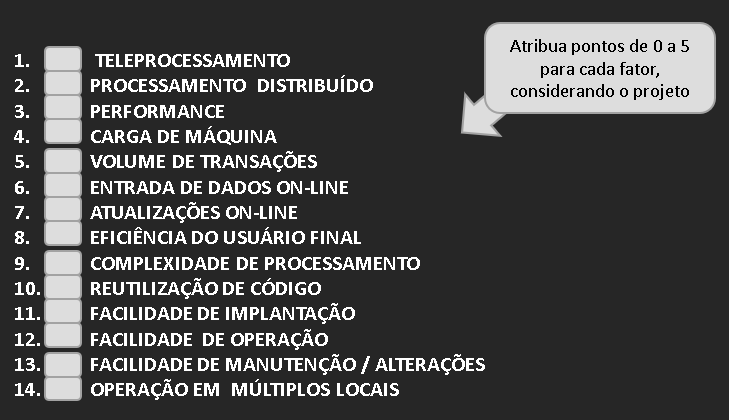 1. TELEPROCESSAMENTO
2. PROCESSAMENTO DISTRIBUÍDO
3. PERFORMANCE
4. CARGA DE MÁQUINA
5. VOLUME DE TRANSAÇÕES
6. ENTRADA DE DADOS ON-LINE
7. ATUALIZAÇÕES ON-LINE
8. EFICIÊNCIA DO USUÁRIO FINAL
9. COMPLEXIDADE DE PROCESSAMENTO
10. REUTILIZAÇÃO DE CÓDIGO
11. FACILIDADE DE IMPLANTAÇÃO
12. FACILIDADE DE OPERAÇÃO
13. FACILIDADE DE MANUTENÇÃO / ALTERAÇÕES
14. OPERAÇÃO EM MÚLTIPLOS LOCAIS
Atribua pontos de 0 a 5
para cada fator,
considerando o projeto